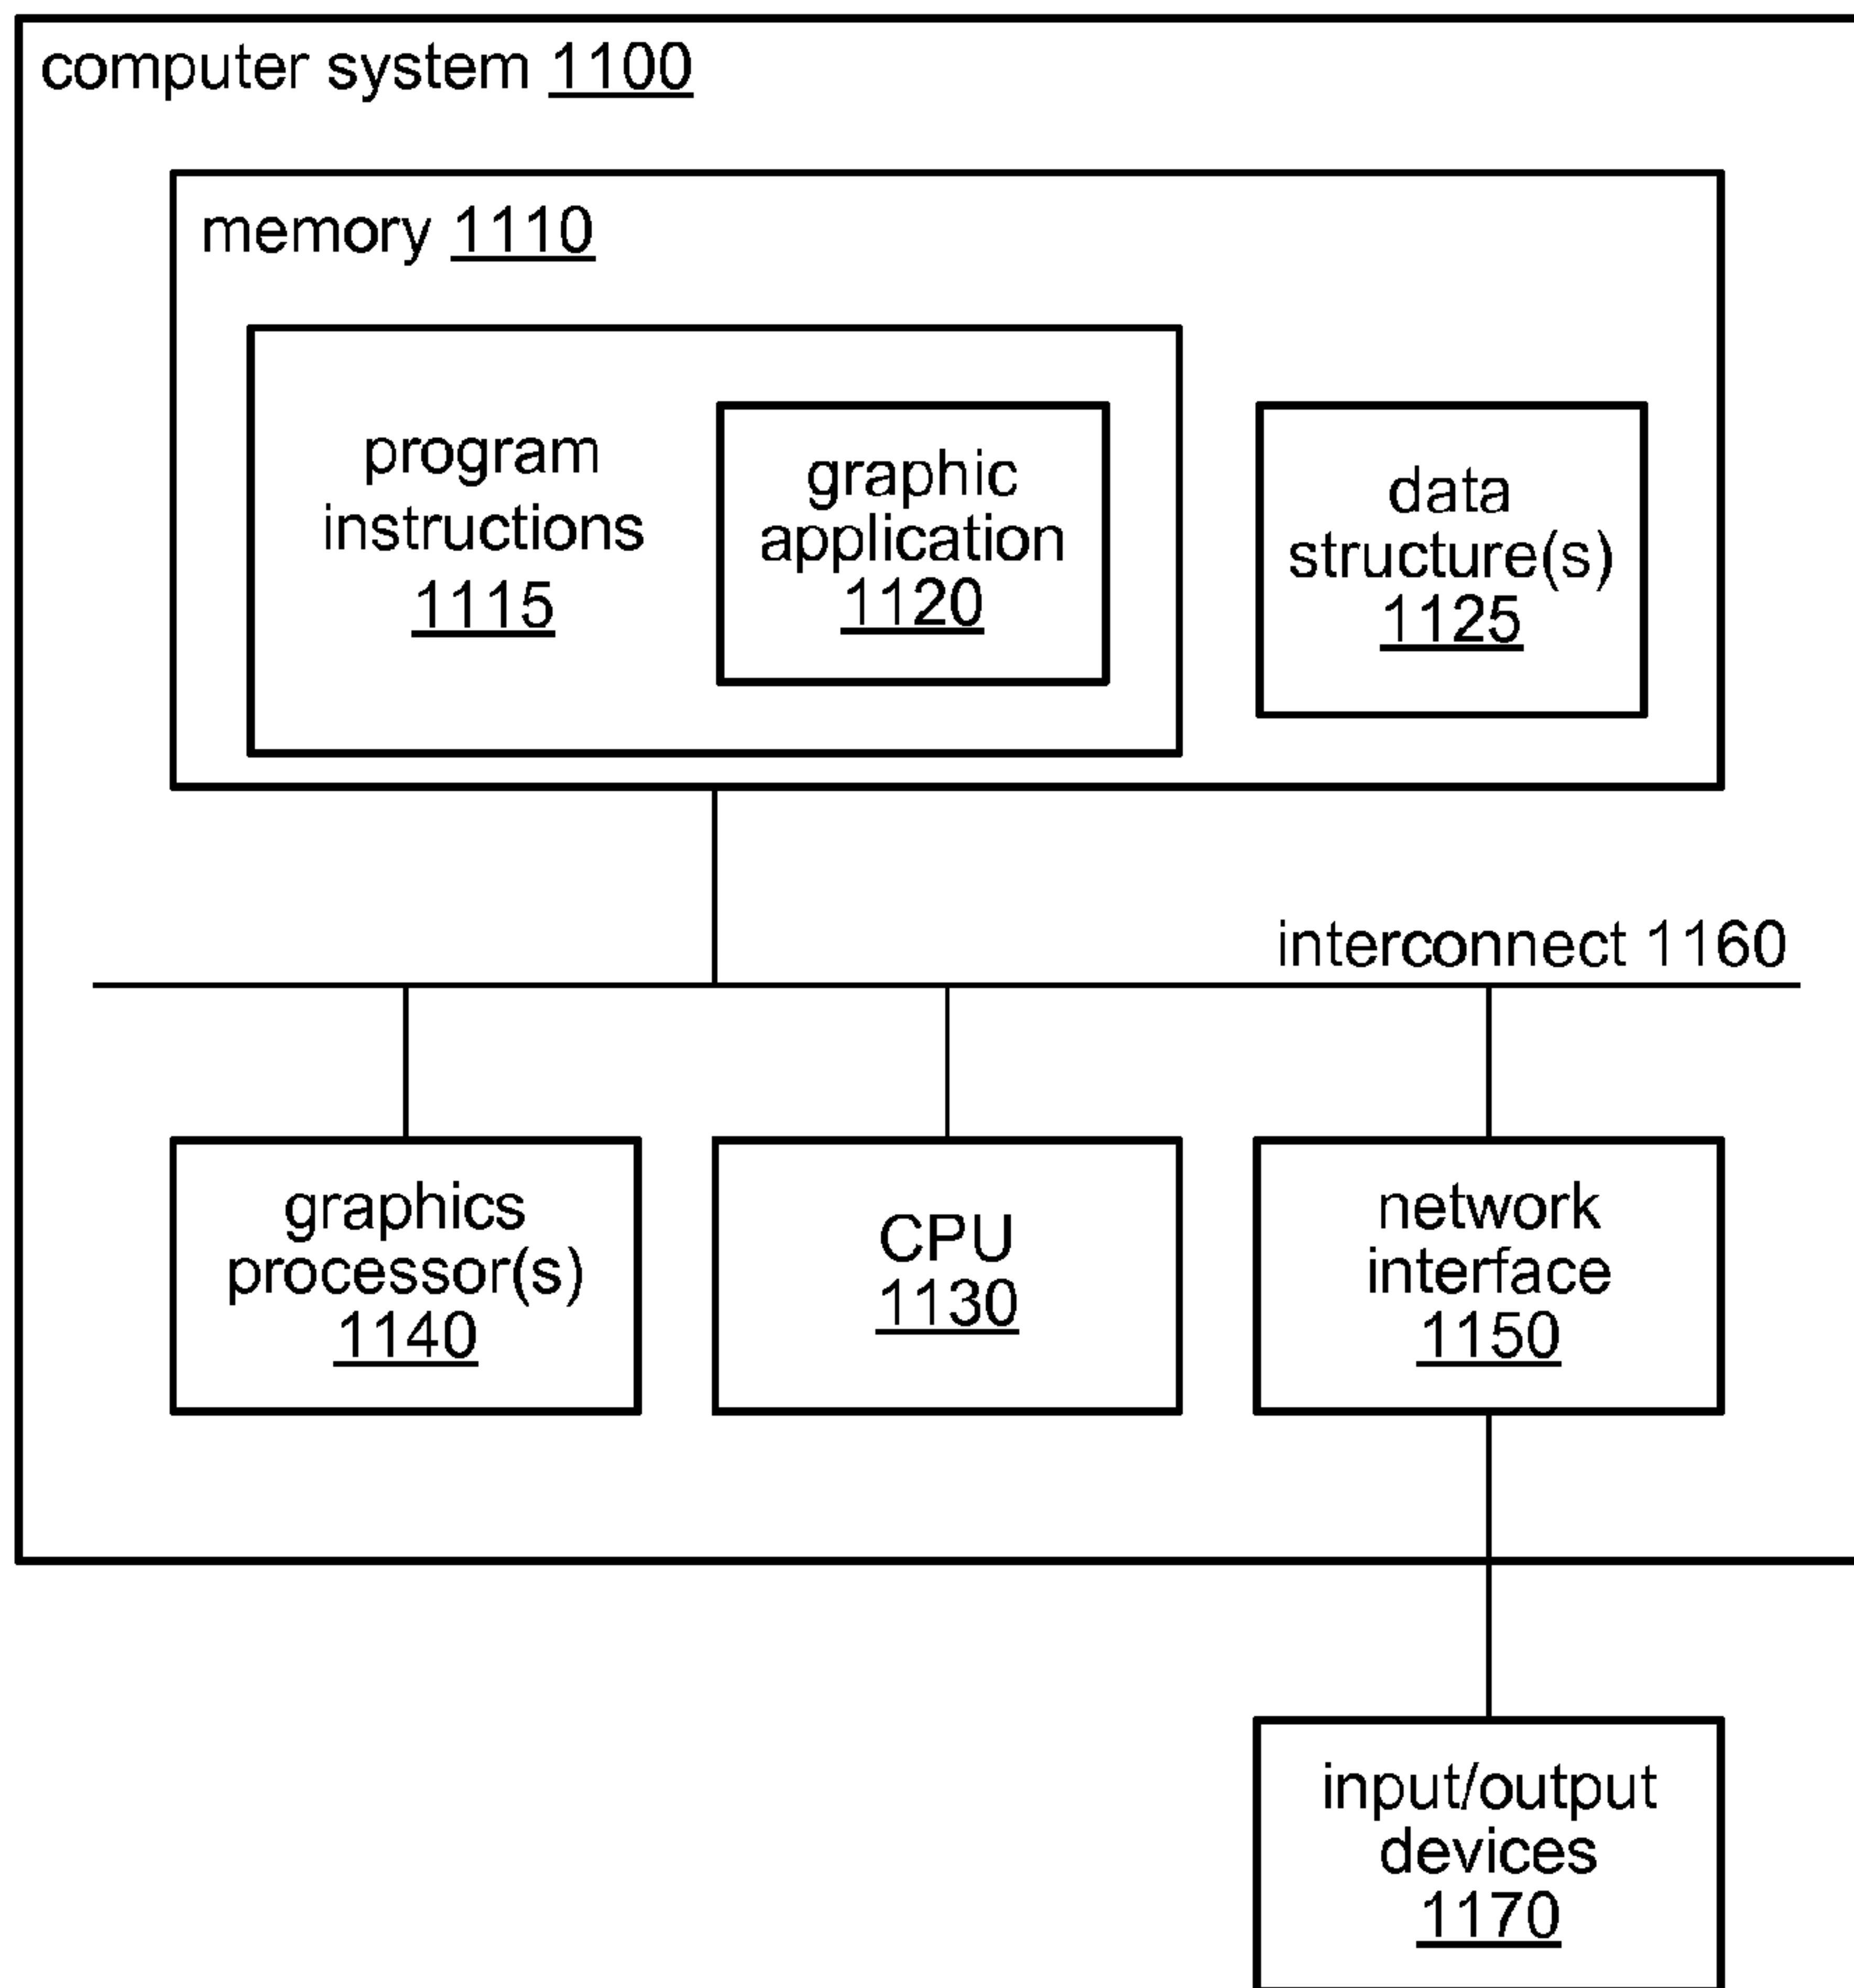 computer system 1100
memory 1110
program
instructions
1115
graphic
application
1120
data
structure(s)
1125
interconnect 1160
graphics
processor(s)
1140
CPU
1130
network
interface
1150
input/output
devices
1170